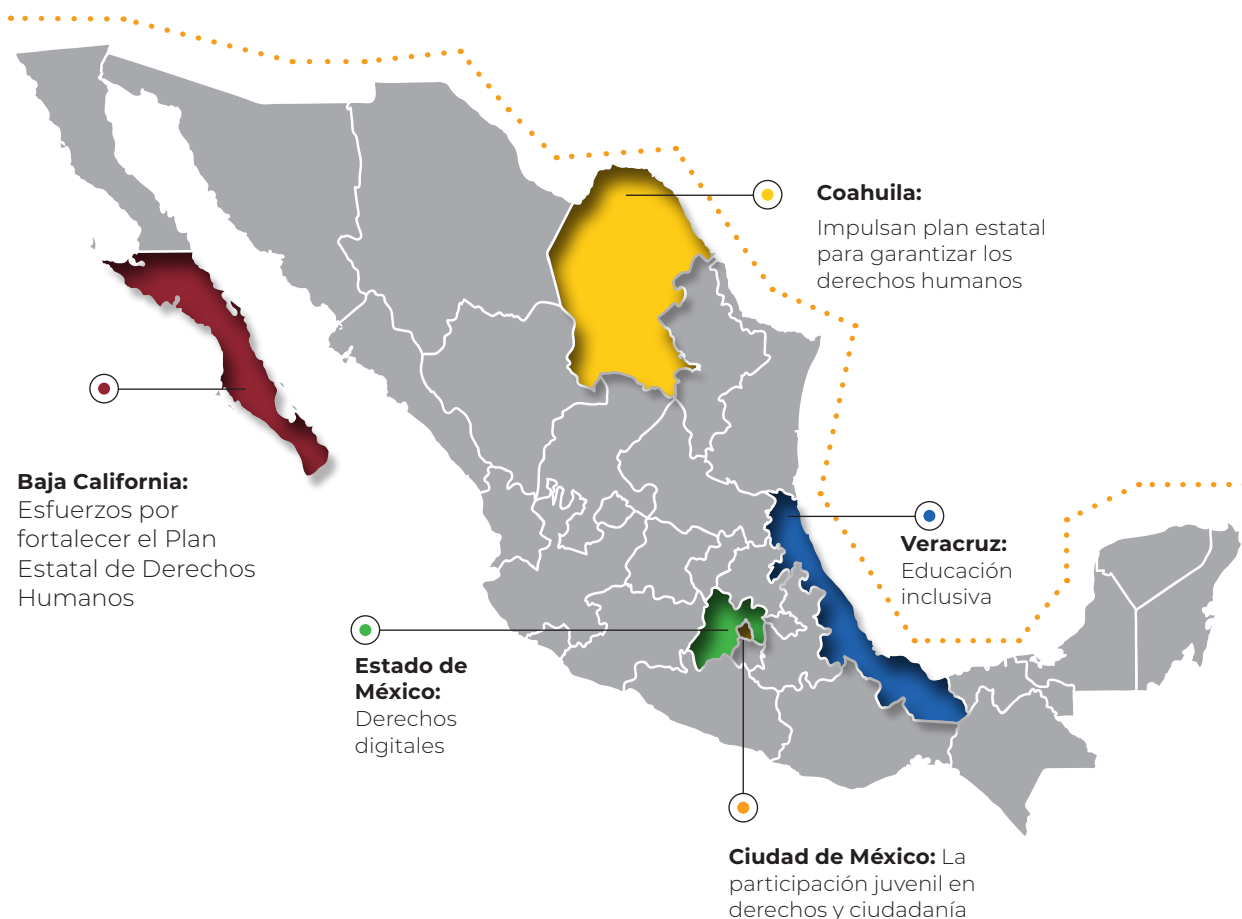 Coahuila:
Impulsan plan estatal
para garantizar los
derechos humanos
Baja California:
Esfuerzos por
fortalecer el Plan
Estatal de Derechos
Humanos
Veracruz:
Educación
inclusiva
Estado de
México:
Derechos
digitales
Ciudad de México: La
participación juvenil en
derechos y ciudadanía